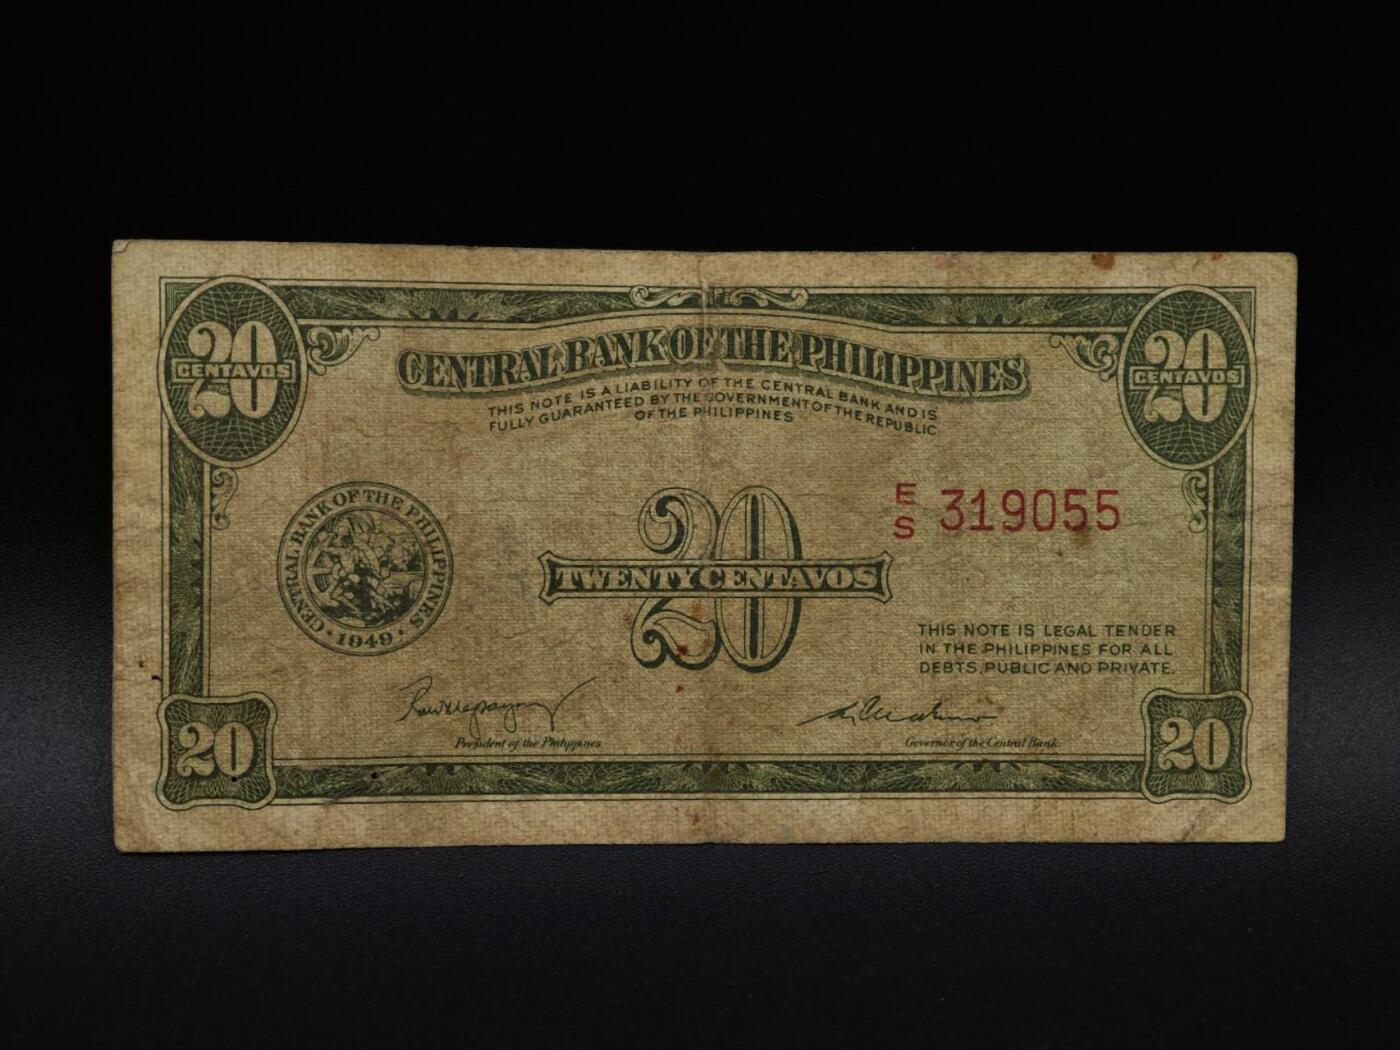 20
CENTAVOS
20
CENTAVOS
CENTRAL BANK OF THE PHILIPPINES
THIS NOTE IS A LIABILITY OF THE CENTRAL BANK AND IS
FULLY GUARANTEED BY THE GOVERNMENT OF THE REPUBLIC
OF THE PHILIPPINES
E
S 319055
CENTRAL BANK OF THE PHILIPPINES
1949
20
TWENTY CENTAVOS
THIS NOTE IS LEGAL TENDER
IN THE PHILIPPINES FOR ALL
DEBTS, PUBLIC AND PRIVATE.
President of the Philippines
Governor of the Central Bank
20
20